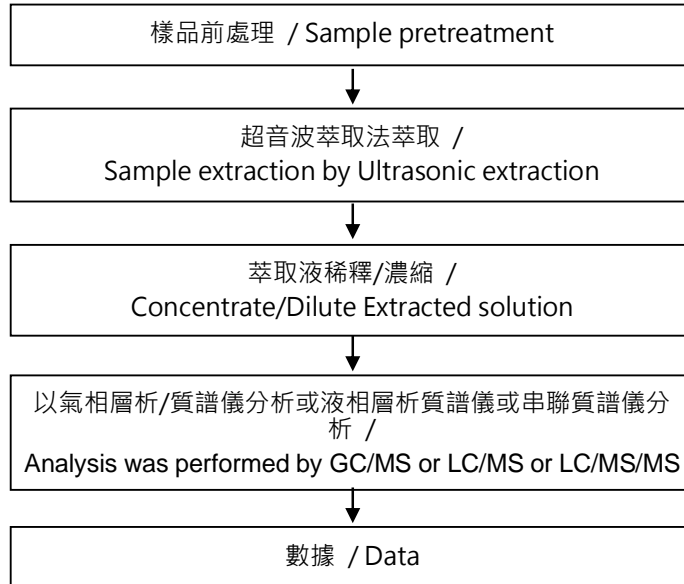 樣品前處理 / Sample pretreatment
超音波萃取法萃取 /
Sample extraction by Ultrasonic extraction
萃取液稀釋/濃縮 /
Concentrate/Dilute Extracted solution
以氣相層析/質譜儀分析或液相層析質譜儀或串聯質譜儀分
析 /
Analysis was performed by GC/MS or LC/MS or LC/MS/MS
數據 / Data